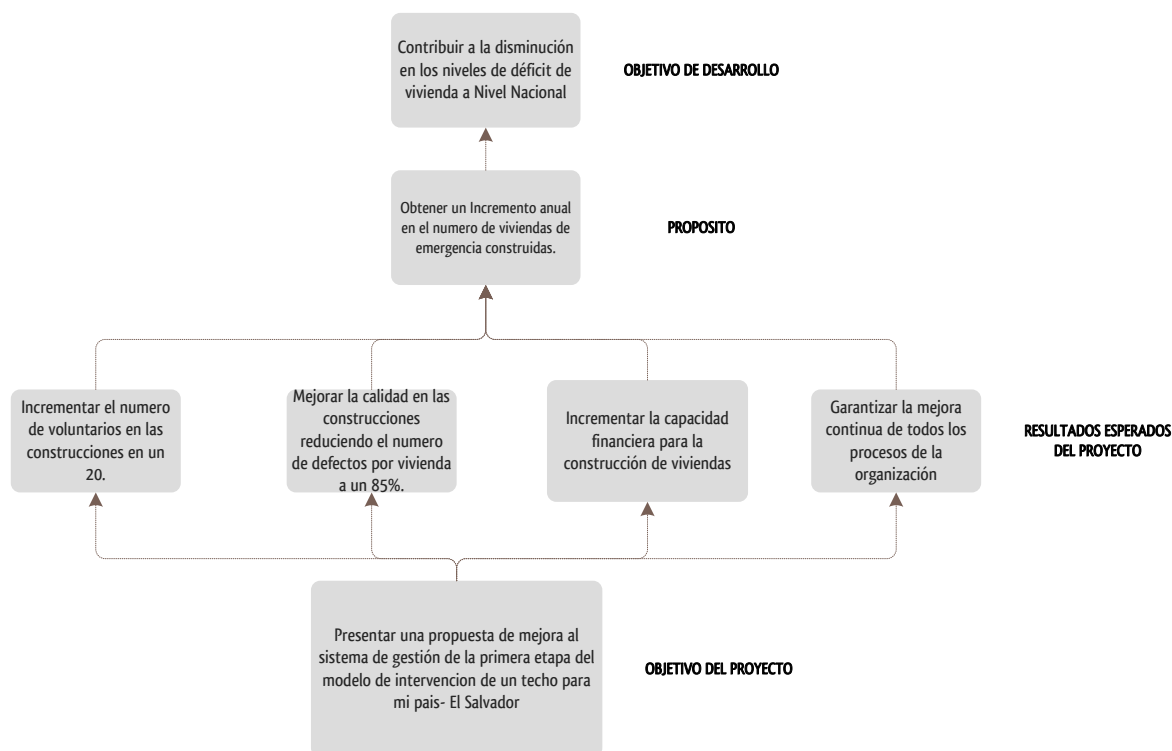 Contribuir a la disminución
en los niveles de déficit de
vivienda a Nivel Nacional
OBJETIVO DE DESARROLLO
Obtener un Incremento anual
en el numero de viviendas de
emergencia construidas.
PROPOSITO
Incrementar el numero
de voluntarios en las
construcciones en un
20.
Mejorar la calidad en las
construcciones
reduciendo el numero
de defectos por vivienda
a un 85%.
Incrementar la capacidad
financiera para la
construcción de viviendas
Garantizar la mejora
continua de todos los
procesos de la
organización
RESULTADOS ESPERADOS
DEL PROYECTO
Presentar una propuesta de mejora al
sistema de gestión de la primera etapa del
modelo de intervencion de un techo para
mi pais- El Salvador
OBJETIVO DEL PROYECTO